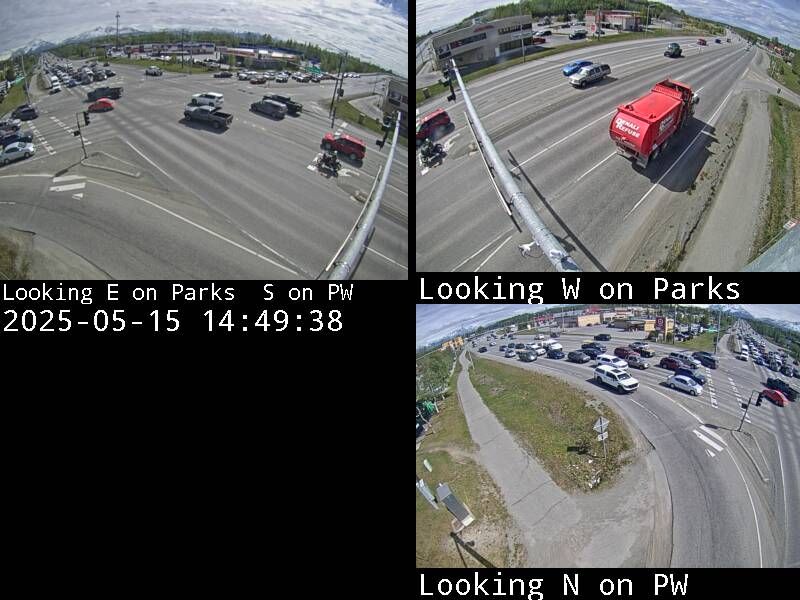 DENALI
REFUSE
Looking E on Parks  S on PW
2025-05-15 14:49:38
Looking W on Parks
Looking N on PW